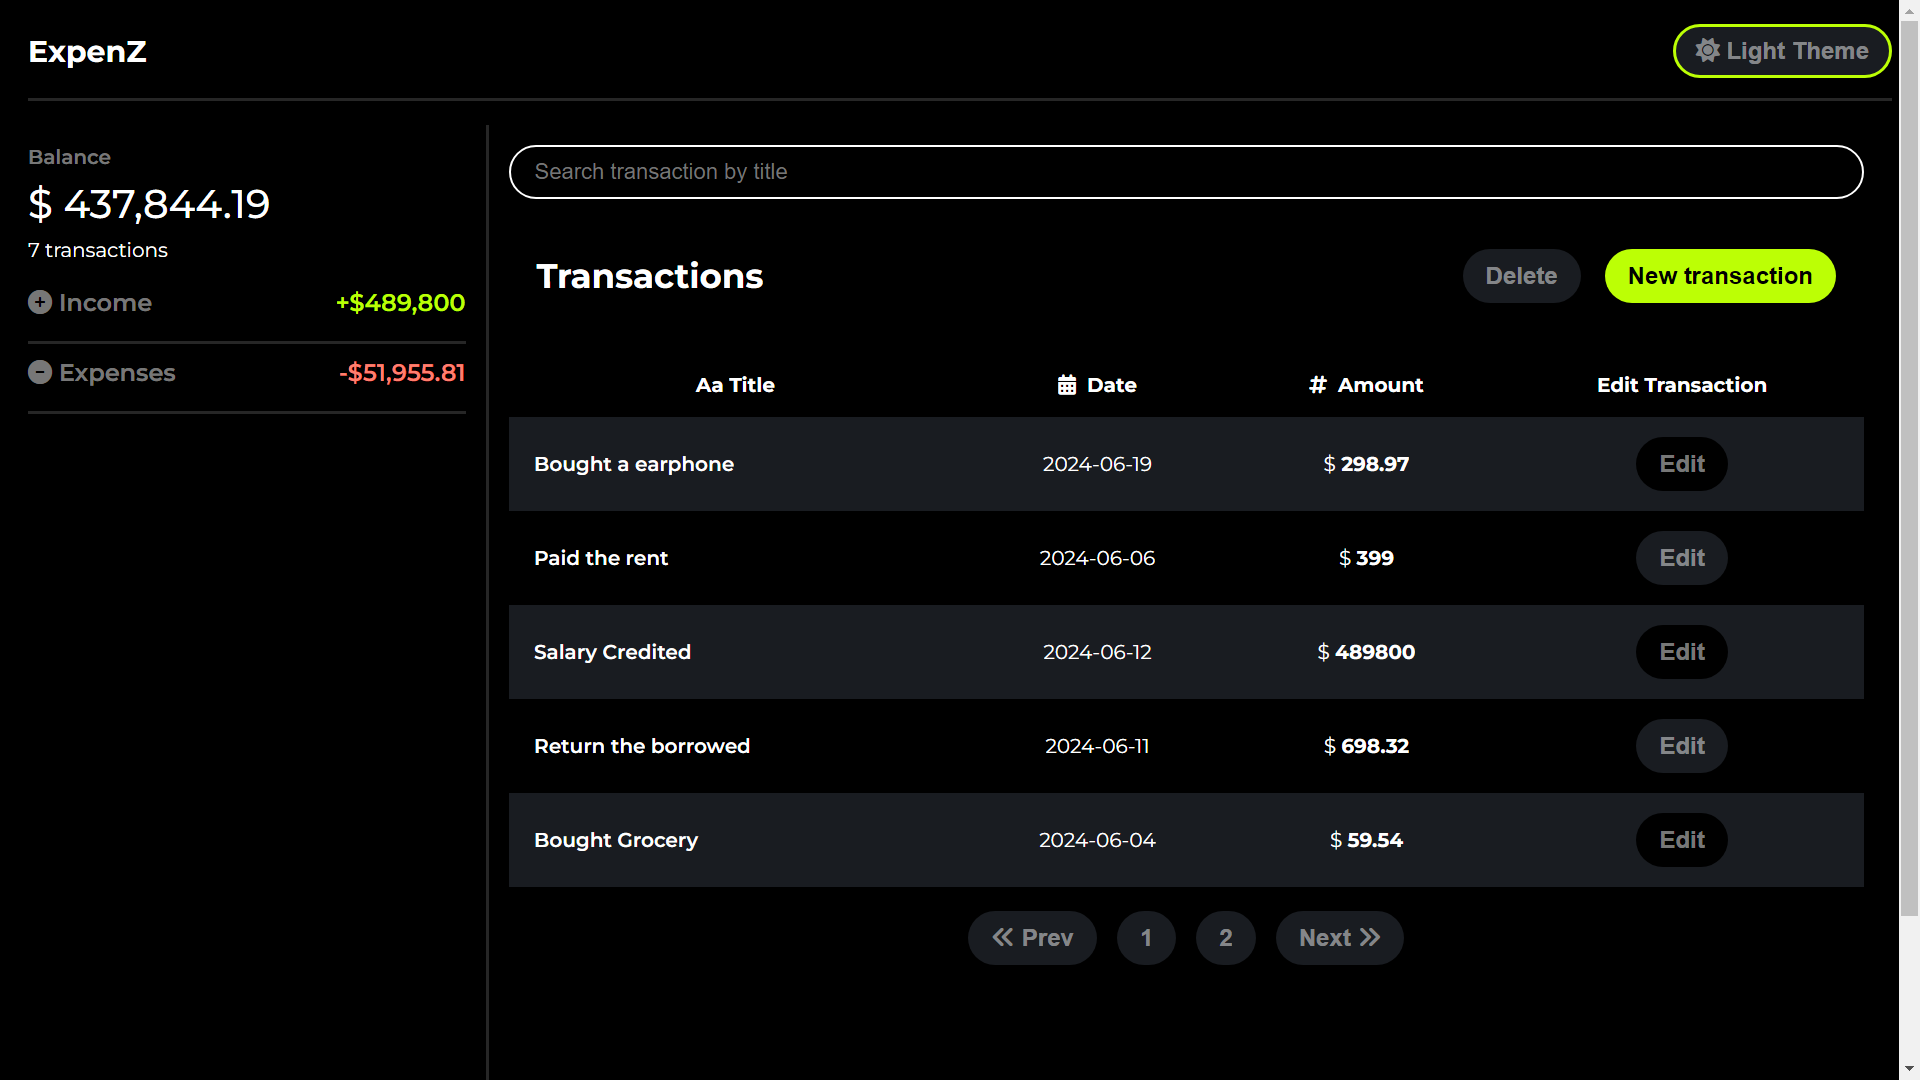 ExpenZ
Light Theme
Balance
$ 437,844.19
7 transactions
Income +$489,800
Expenses -$51,955.81
Search transaction by title
Transactions
Delete
New transaction
Aa Title Date # Amount Edit Transaction
Bought a earphone 2024-06-19 $ 298.97 Edit
Paid the rent 2024-06-06 $ 399 Edit
Salary Credited 2024-06-12 $ 489800 Edit
Return the borrowed 2024-06-11 $ 698.32 Edit
Bought Grocery 2024-06-04 $ 59.54 Edit
Prev 1 2 Next